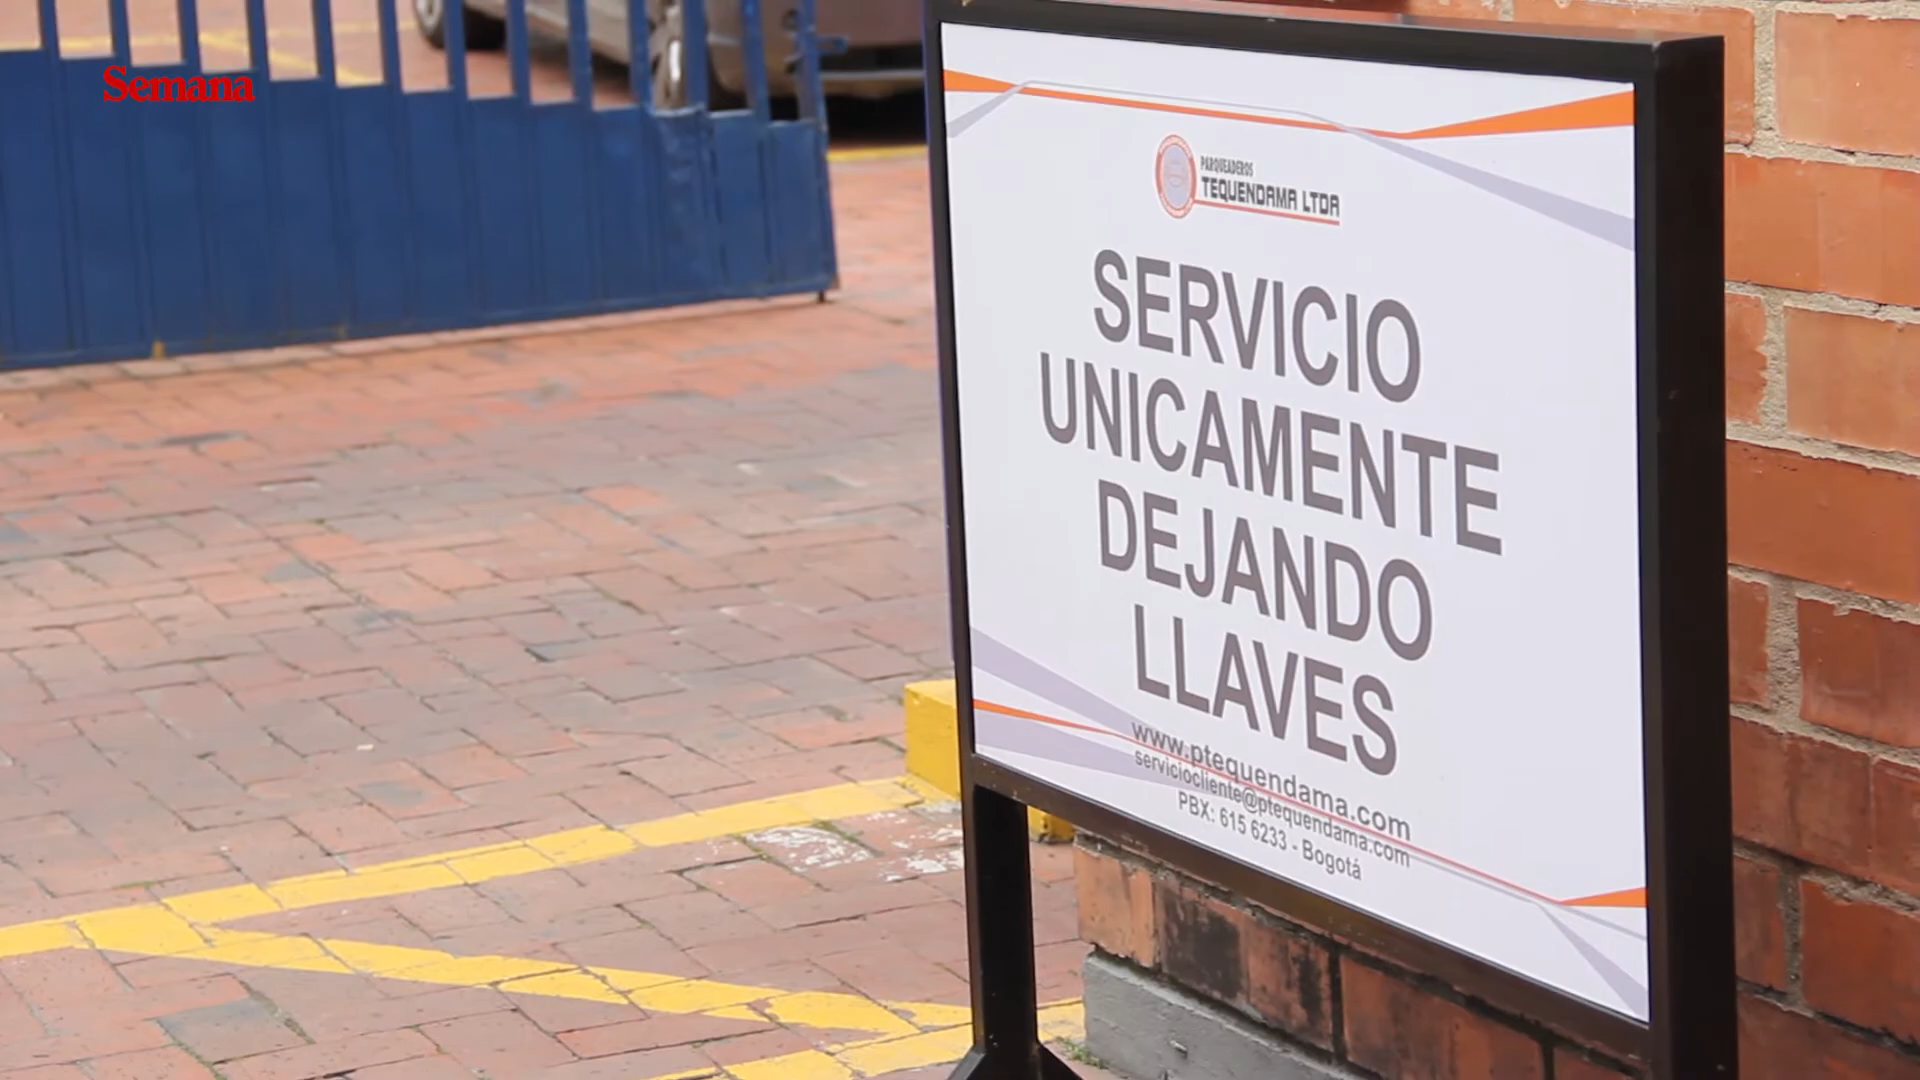 Semana
PARQUEADEROS
TEQUENDAMA LTDA
SERVICIO
UNICAMENTE
DEJANDO
LLAVES
www.ptequendama.com
serviciocliente@ptequendama.com
PBX: 615 6233 - Bogotá